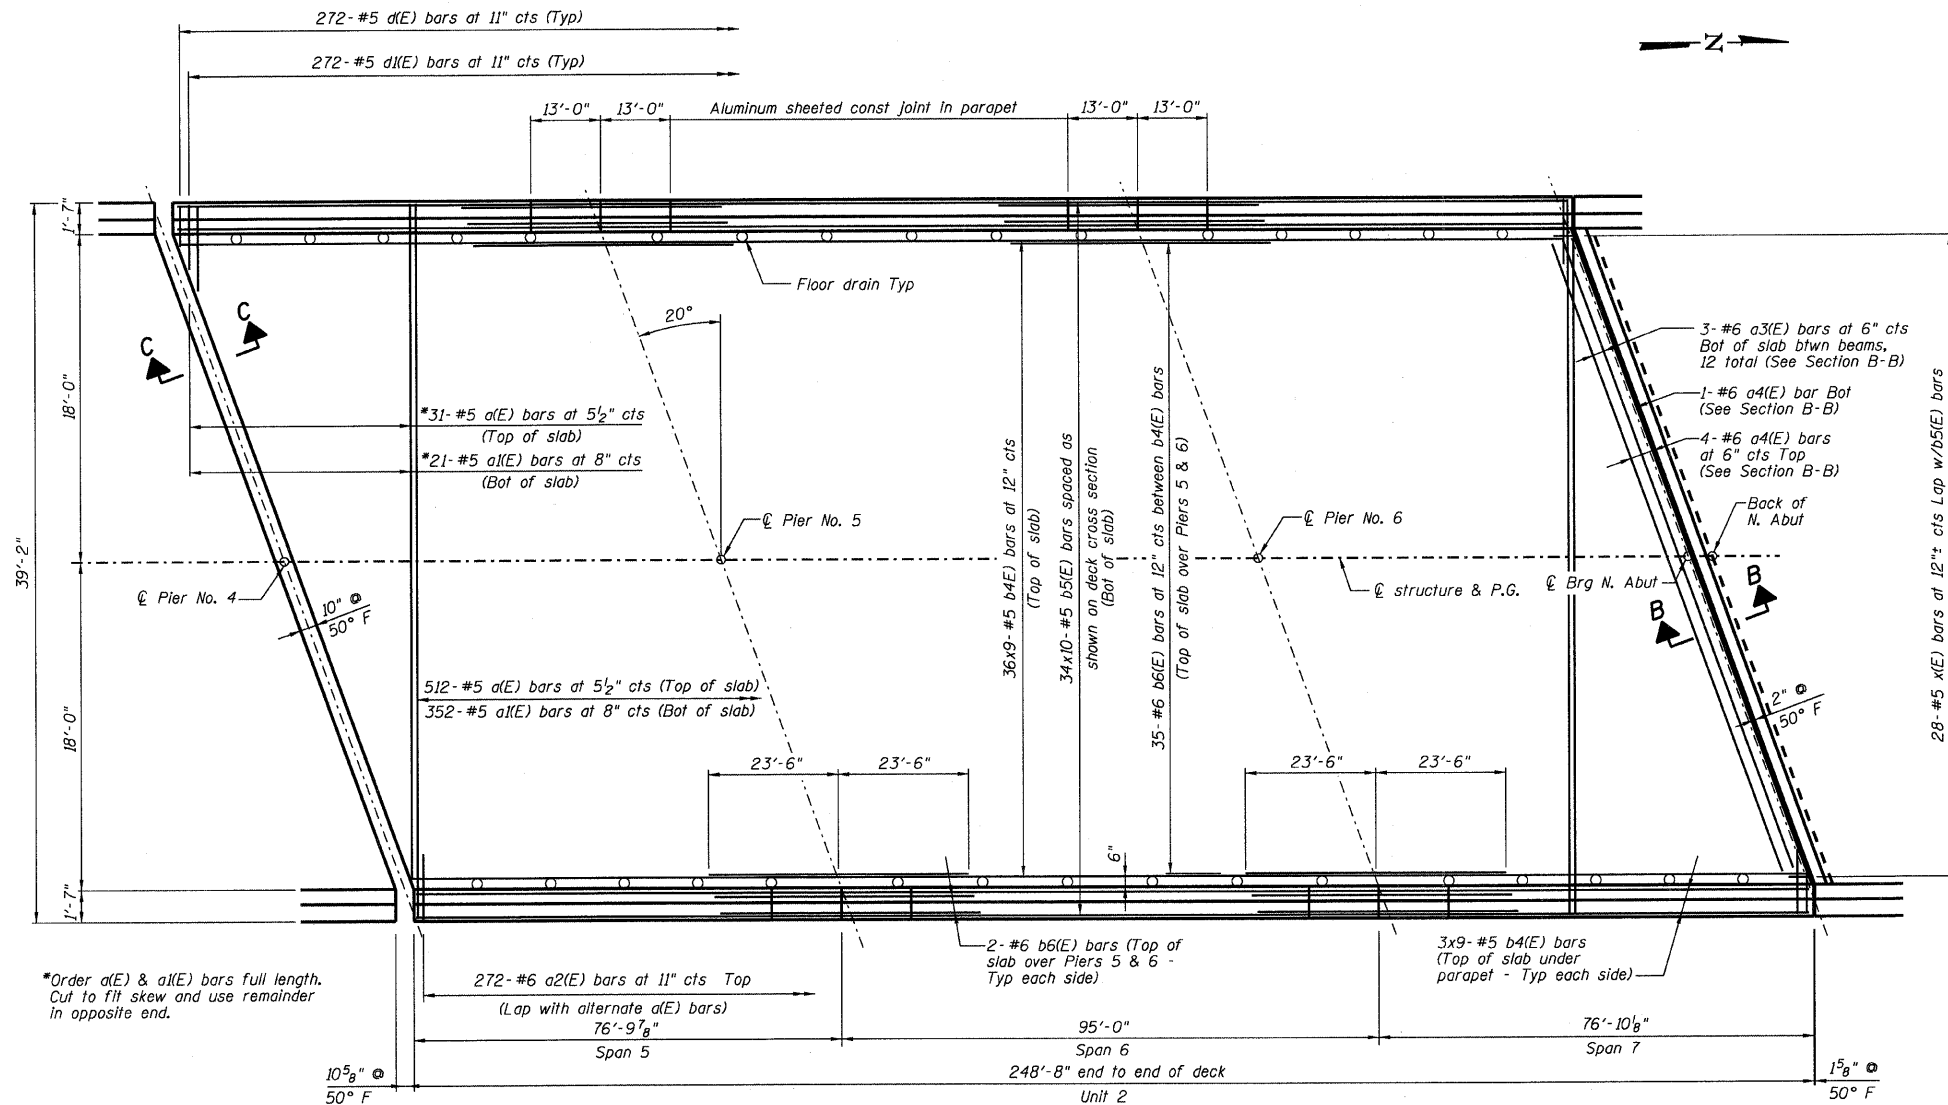 272-#5 d(E) bars at 11" cts (Typ)
272-#5 d1(E) bars at 11" cts (Typ)
N
13'-0"
13'-0"
Aluminum sheeted const joint in parapet
13'-0"
13'-0"
1'-7"
18'-0"
39'-2"
18'-0"
1'-7"
Floor drain Typ
C
C
20°
3-#6 a3(E) bars at 6" cts
Bot of slab btwn beams,
12 total (See Section B-B)
1-#6 a4(E) bar Bot
(See Section B-B)
4-#6 a4(E) bars
at 6" cts Top
(See Section B-B)
Back of
N. Abut
*31-#5 a(E) bars at 5½" cts
(Top of slab)
*21-#5 a1(E) bars at 8" cts
(Bot of slab)
36x9-#5 b4(E) bars at 12" cts
(Top of slab)
34x10-#5 b5(E) bars spaced as
shown on deck cross section
(Bot of slab)
35-#6 b6(E) bars at 12" cts between b4(E) bars
(Top of slab over Piers 5 & 6)
28-#5 x(E) bars at 12"± cts Lap w/b5(E) bars
℄ Pier No. 5
℄ Pier No. 6
℄ Pier No. 4
℄ structure & P.G.
℄ Brg N. Abut
B
B
10" @
50° F
2" @
50° F
512-#5 a(E) bars at 5½" cts (Top of slab)
352-#5 a1(E) bars at 8" cts (Bot of slab)
23'-6"
23'-6"
23'-6"
23'-6"
6"
2-#6 b6(E) bars (Top of
slab over Piers 5 & 6 -
Typ each side)
3x9-#5 b4(E) bars
(Top of slab under
parapet - Typ each side)
*Order a(E) & a1(E) bars full length.
Cut to fit skew and use remainder
in opposite end.
272-#6 a2(E) bars at 11" cts Top
(Lap with alternate a(E) bars)
76'-9⅞"
Span 5
95'-0"
Span 6
76'-10⅛"
Span 7
10⅝" @
50° F
248'-8" end to end of deck
Unit 2
1⅝" @
50° F